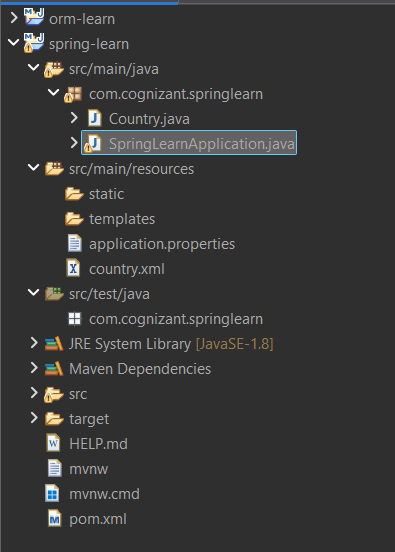 orm-learn
spring-learn
src/main/java
com.cognizant.springlearn
Country.java
SpringLearnApplication.java
src/main/resources
static
templates
application.properties
country.xml
src/test/java
com.cognizant.springlearn
JRE System Library [JavaSE-1.8]
Maven Dependencies
src
target
HELP.md
mvnw
mvnw.cmd
pom.xml